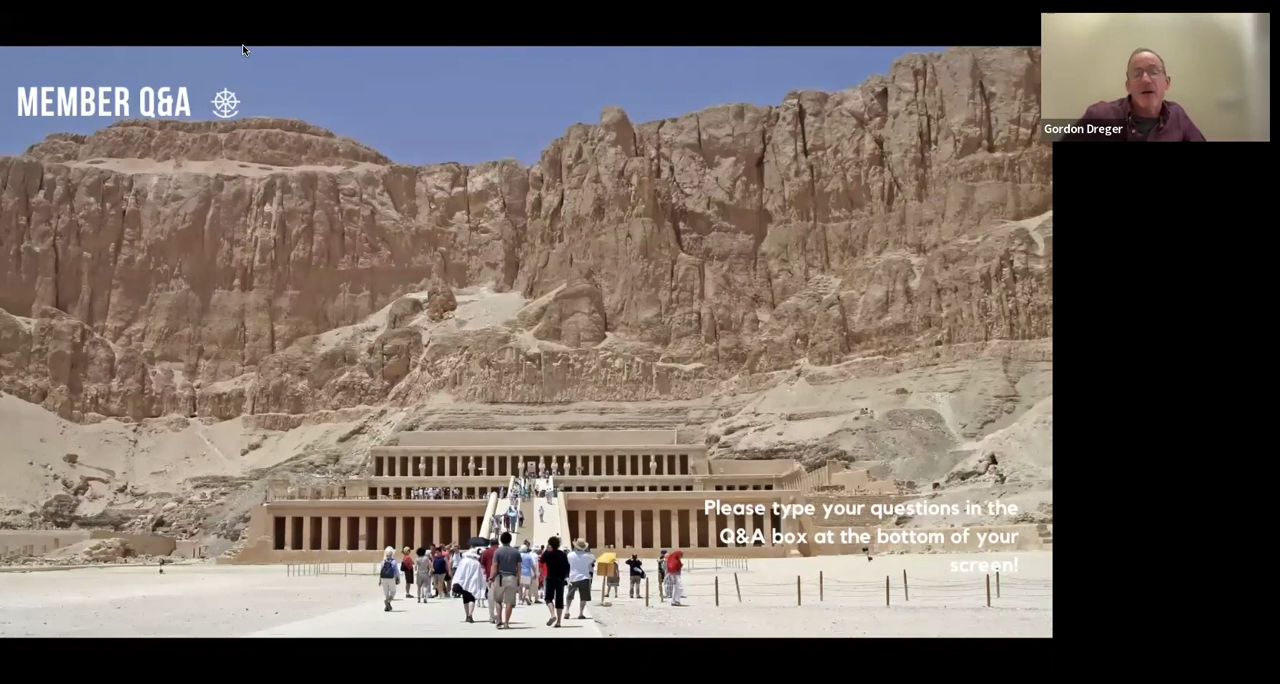 MEMBER Q&A
Gordon Dreger
Please type your questions in the
Q&A box at the bottom of your
screen!